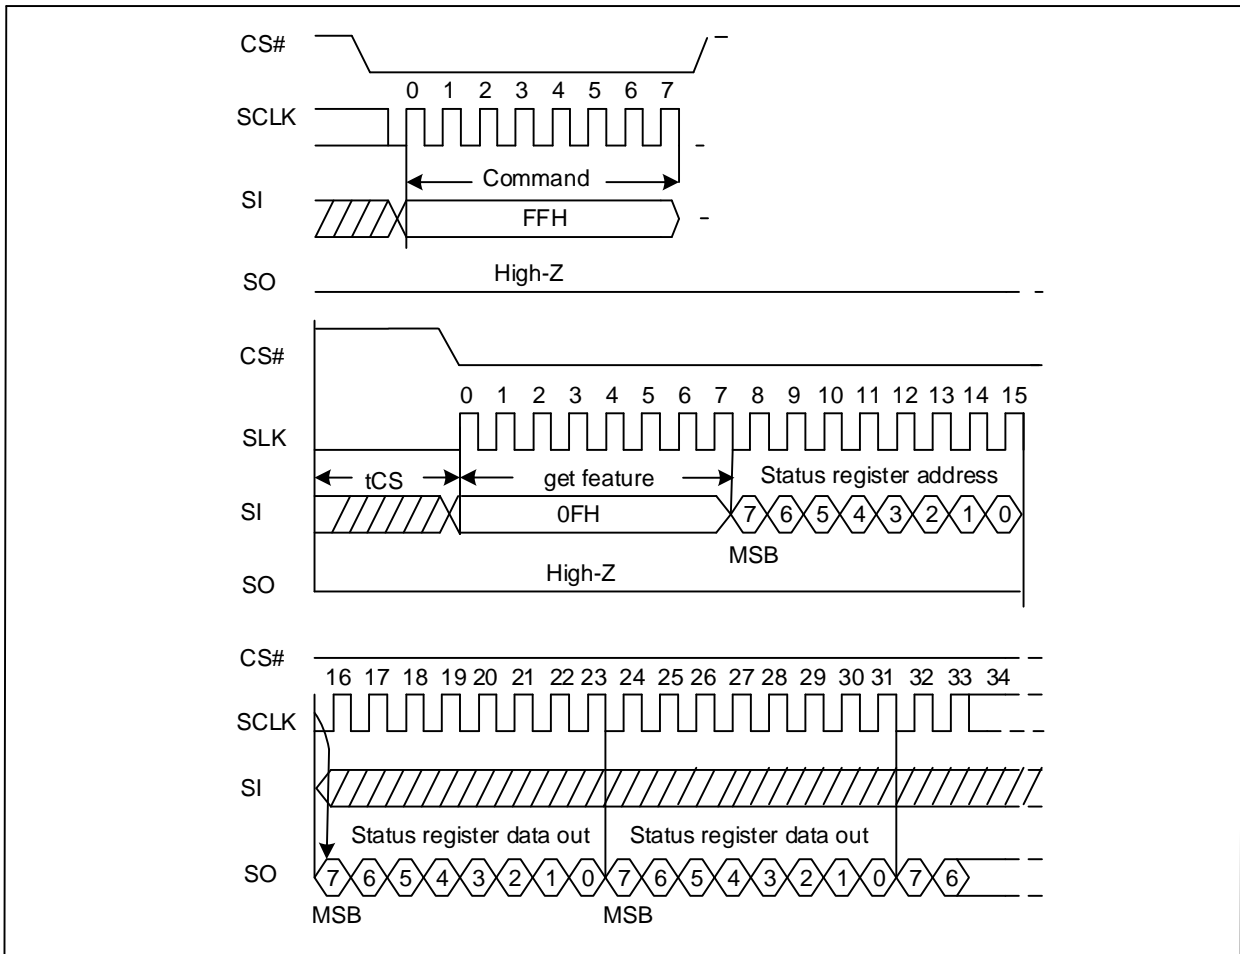 CS#
0 1 2 3 4 5 6 7
SCLK
Command
SI
FFH
High-Z
SO
CS#
0 1 2 3 4 5 6 7 8 9 10 11 12 13 14 15
SLK
tCS get feature Status register address
SI
0FH 7 6 5 4 3 2 1 0
MSB
High-Z
SO
CS#
16 17 18 19 20 21 22 23 24 25 26 27 28 29 30 31 32 33 34
SCLK
SI
Status register data out Status register data out
SO 7 6 5 4 3 2 1 0 7 6 5 4 3 2 1 0 7 6
MSB MSB